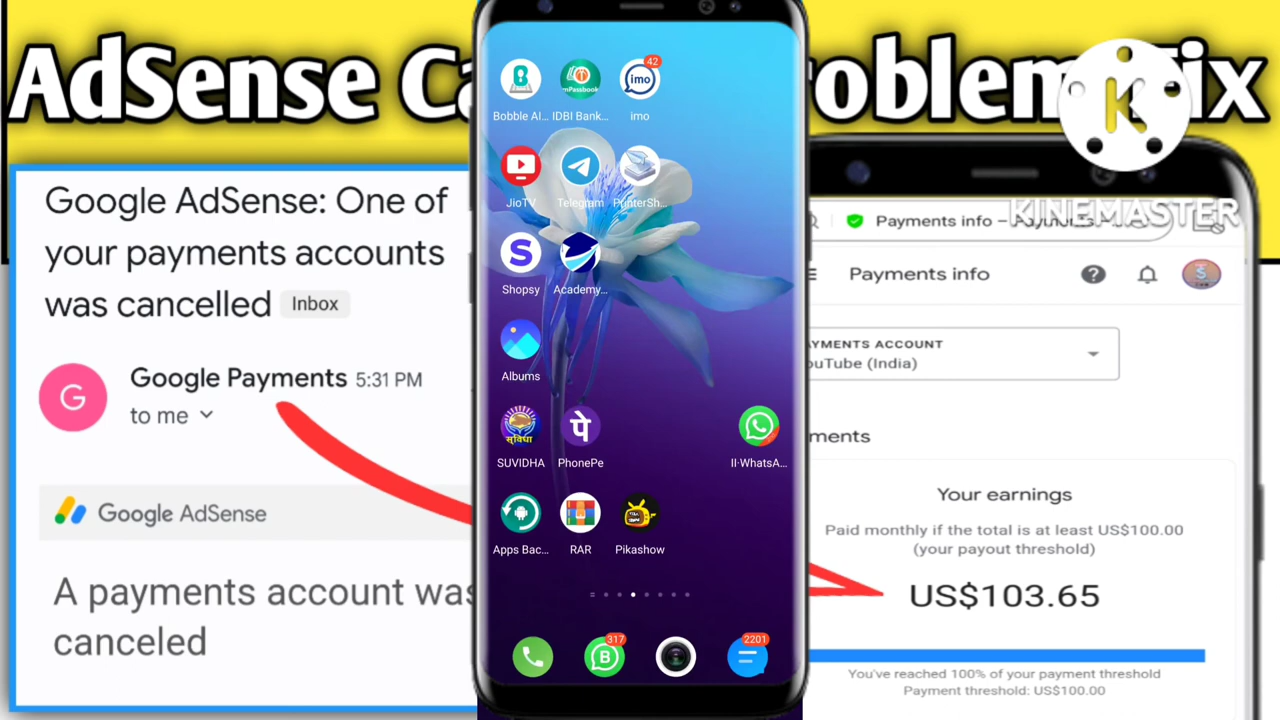 AdSense Ca
roblem Fix
KINEMASTER
Google AdSense: One of
your payments accounts
was cancelled Inbox
G
Google Payments 5:31 PM
to me
Google AdSense
A payments account was
canceled
42
imo
mPassbook
Bobble AI... IDBI Bank... imo
JioTV Telegram PrinterSh...
S
Shopsy Academy...
Albums
सुविधा
पे
SUVIDHA PhonePe II·WhatsA...
Apps Bac... RAR Pikashow
317
B
2201
Payments info –
Payments info
AYMENTS ACCOUNT
ouTube (India)
ments
Your earnings
Paid monthly if the total is at least US$100.00
(your payout threshold)
US$103.65
You've reached 100% of your payment threshold
Payment threshold: US$100.00